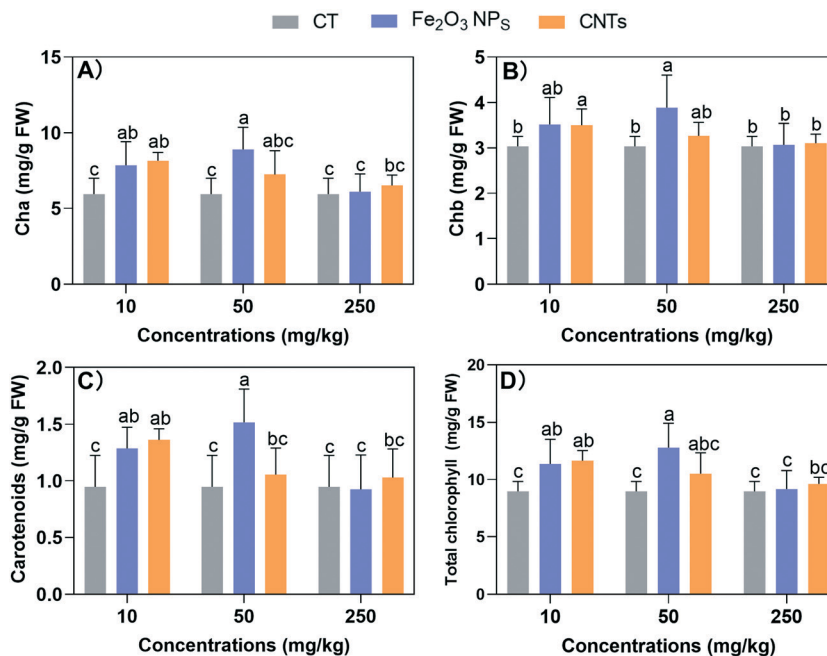 CT Fe₂O₃ NPₛ CNTs
A)
Cha (mg/g FW)
15
10
5
0
c ab ab c a abc c c bc
10 50 250
Concentrations (mg/kg)
B)
Chb (mg/g FW)
5
4
3
2
1
0
b ab a b a ab b b b
10 50 250
Concentrations (mg/kg)
C)
Carotenoids (mg/g FW)
2.0
1.5
1.0
0.5
0.0
c ab ab c a bc c c bc
10 50 250
Concentrations (mg/kg)
D)
Total chlorophyll (mg/g FW)
20
15
10
5
0
c ab ab c a abc c c bc
10 50 250
Concentrations (mg/kg)